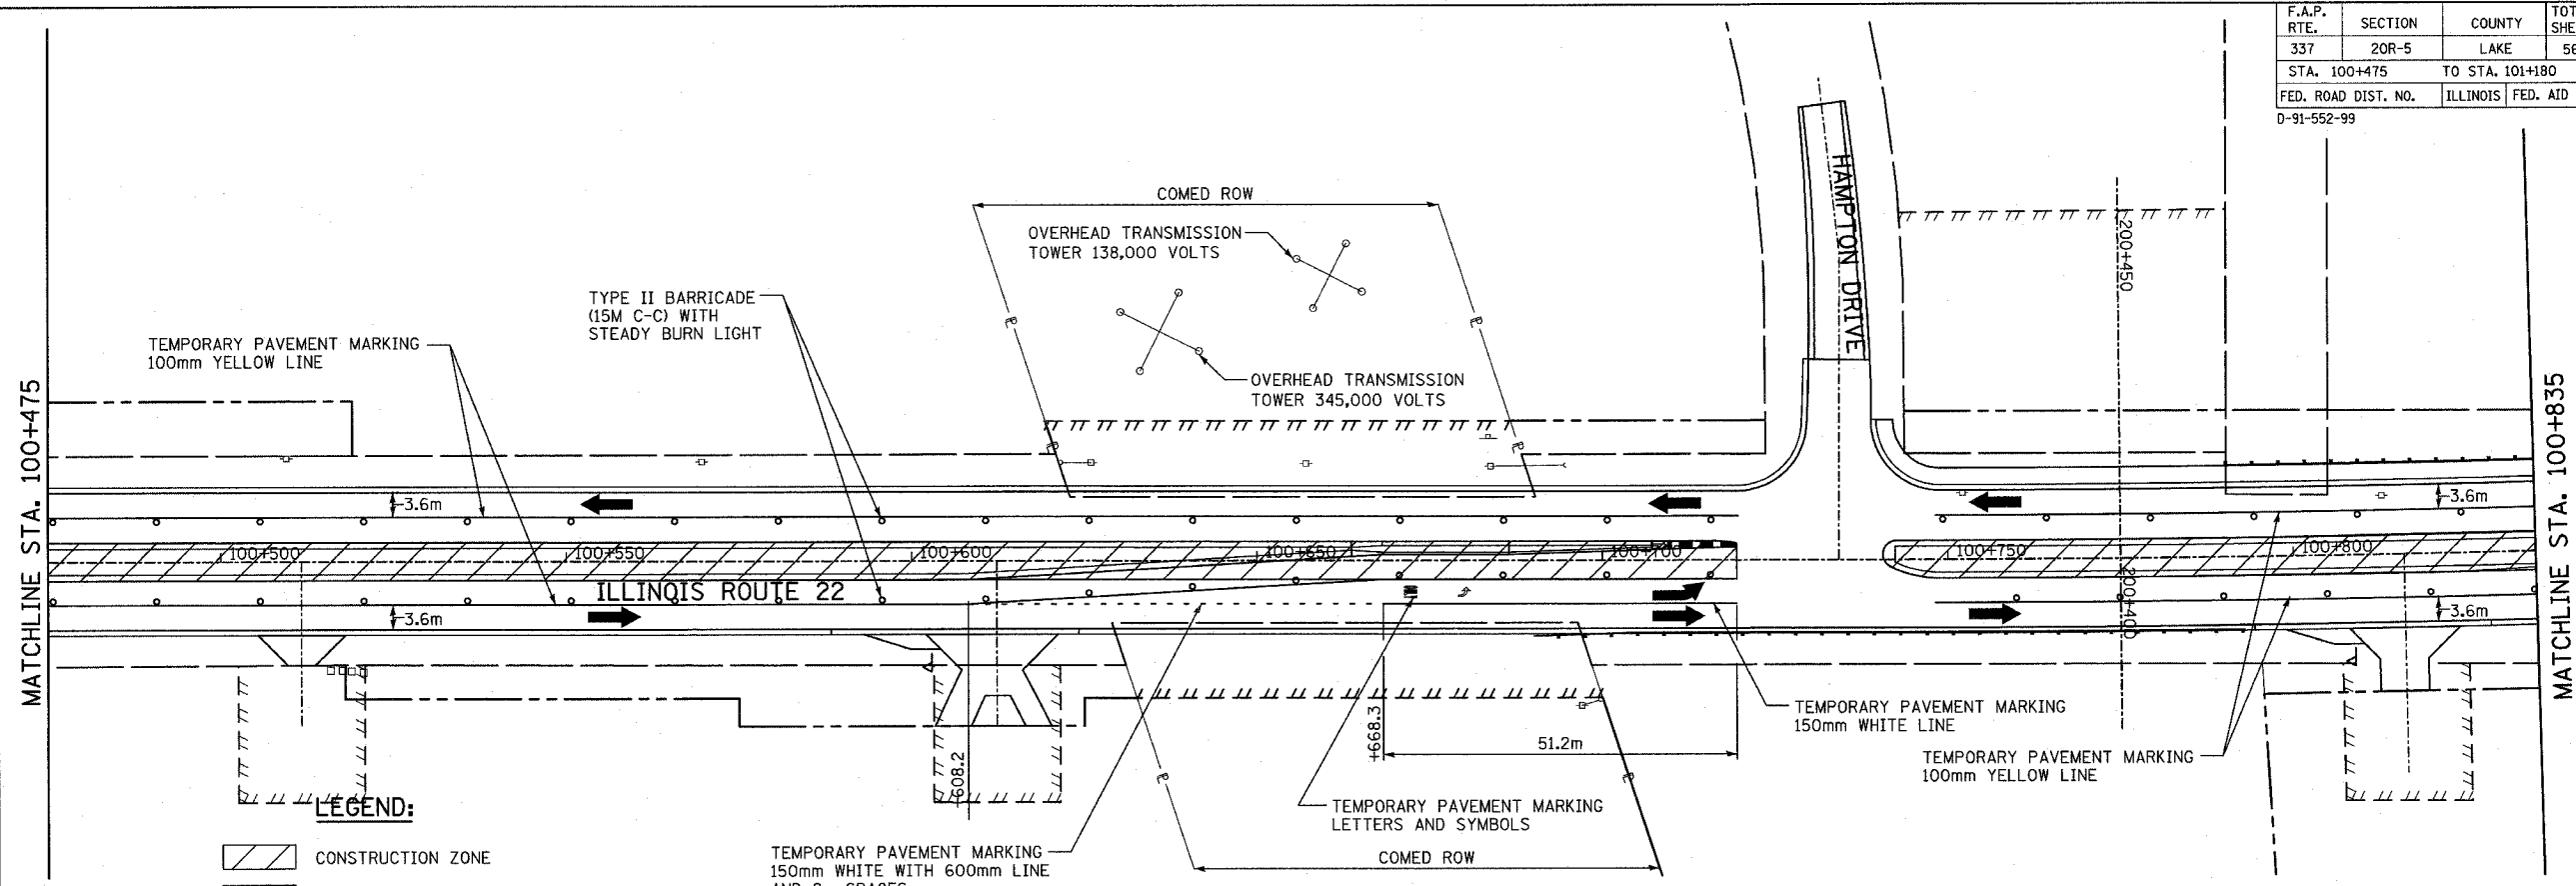 F.A.P.
RTE.
SECTION
COUNTY
337
20R-5
LAKE
STA. 100+475 TO STA. 101+180
FED. ROAD DIST. NO.
ILLINOIS
FED. AID
D-91-552-99
COMED ROW
OVERHEAD TRANSMISSION
TOWER 138,000 VOLTS
HAMPTON DRIVE
200+450
TYPE II BARRICADE
(15M C-C) WITH
STEADY BURN LIGHT
TEMPORARY PAVEMENT MARKING
100mm YELLOW LINE
OVERHEAD TRANSMISSION
TOWER 345,000 VOLTS
MATCHLINE STA. 100+475
MATCHLINE STA. 100+835
3.6m
3.6m
100+500
100+550
100+600
100+650
100+700
100+750
100+800
ILLINOIS ROUTE 22
200+400
3.6m
3.6m
+608.2
+668.3
51.2m
TEMPORARY PAVEMENT MARKING
150mm WHITE LINE
TEMPORARY PAVEMENT MARKING
100mm YELLOW LINE
LEGEND:
CONSTRUCTION ZONE
TEMPORARY PAVEMENT MARKING
LETTERS AND SYMBOLS
TEMPORARY PAVEMENT MARKING
150mm WHITE WITH 600mm LINE
COMED ROW